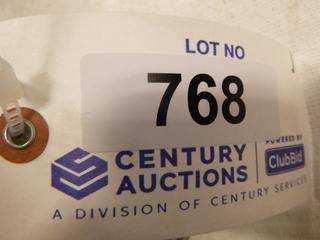 LOT NO
768
CENTURY
AUCTIONS
POWERED BY
ClubBid
A DIVISION OF CENTURY SERVICES